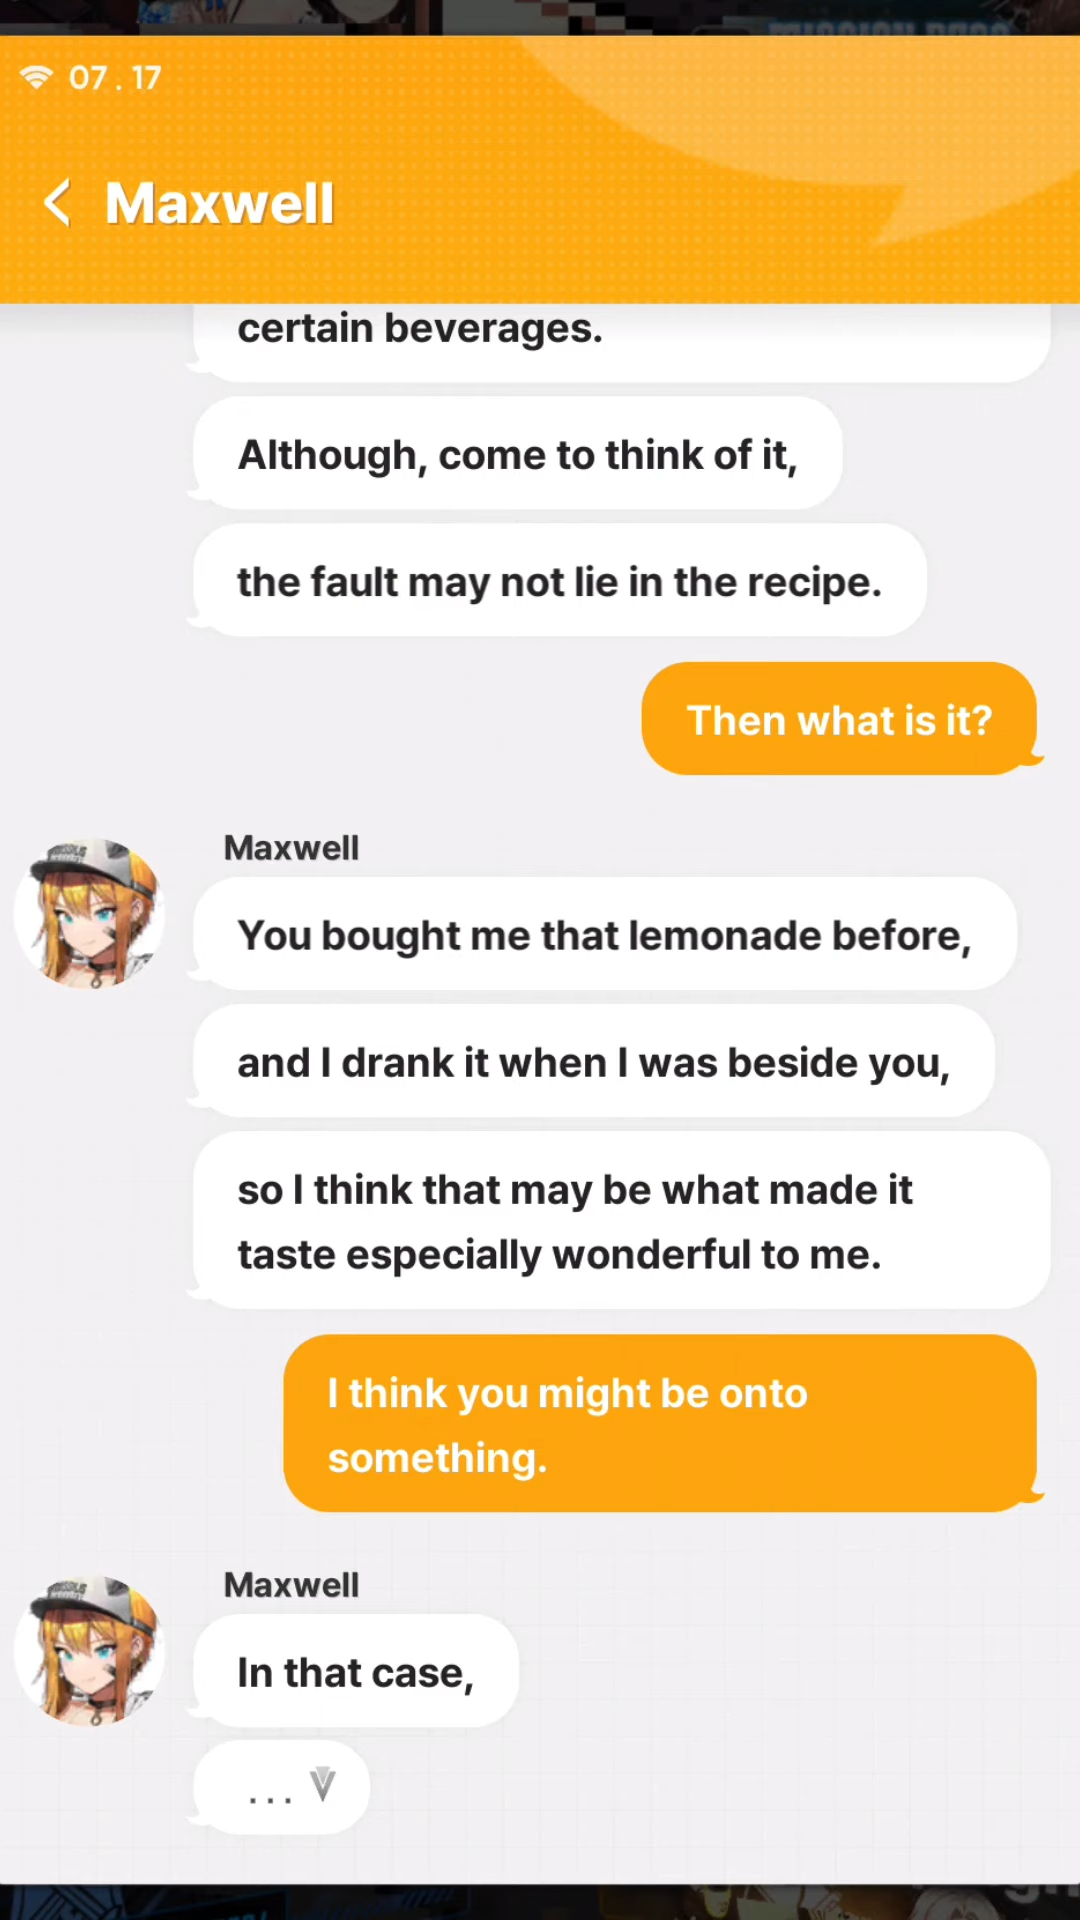 07.17
Maxwell
certain beverages.
Although, come to think of it,
the fault may not lie in the recipe.
Then what is it?
Maxwell
You bought me that lemonade before,
and I drank it when I was beside you,
so I think that may be what made it
taste especially wonderful to me.
I think you might be onto
something.
Maxwell
In that case,
...